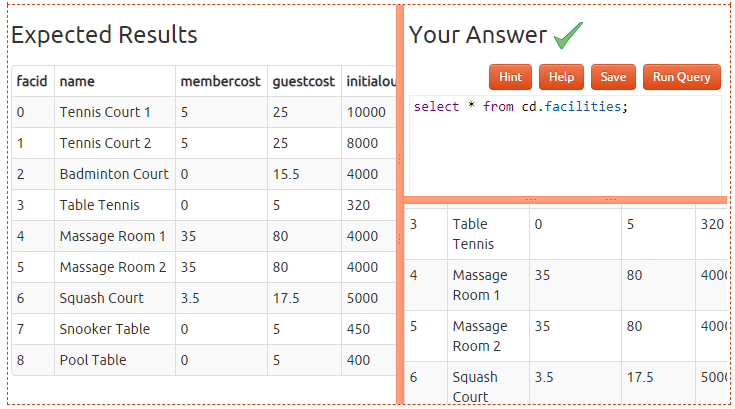 Expected Results
facid name membercost guestcost initialou
0 Tennis Court 1 5 25 10000
1 Tennis Court 2 5 25 8000
2 Badminton Court 0 15.5 4000
3 Table Tennis 0 5 320
4 Massage Room 1 35 80 4000
5 Massage Room 2 35 80 4000
6 Squash Court 3.5 17.5 5000
7 Snooker Table 0 5 450
8 Pool Table 0 5 400
Your Answer
Hint Help Save Run Query
select * from cd.facilities;
3 Table 0 5 320
Tennis
4 Massage 35 80 4000
Room 1
5 Massage 35 80 4000
Room 2
6 Squash 3.5 17.5 5000
Court